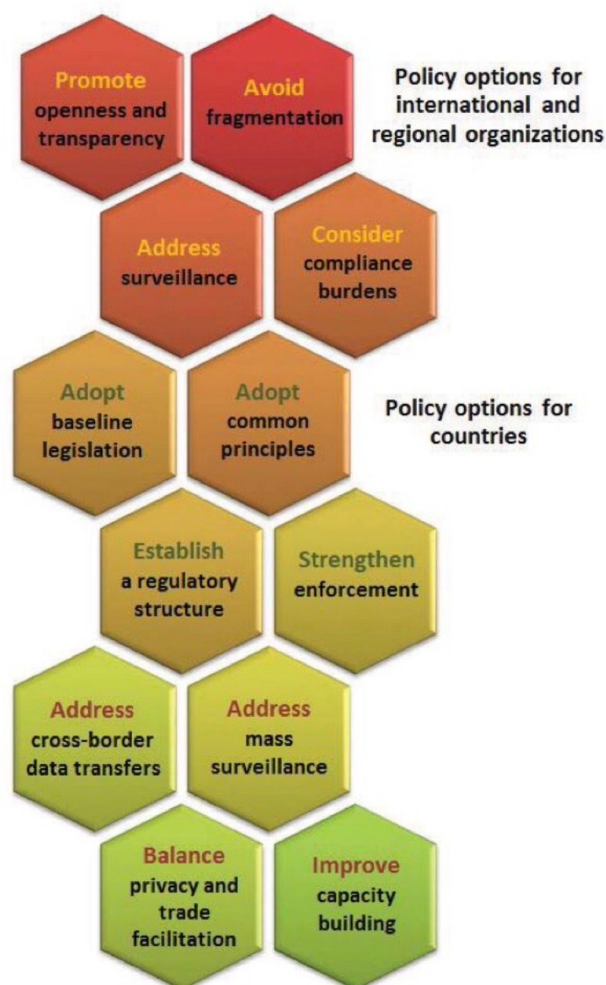 Promote
openness and
transparency
Avoid
fragmentation
Policy options for
international and
regional organizations
Address
surveillance
Consider
compliance
burdens
Adopt
baseline
legislation
Adopt
common
principles
Policy options for
countries
Establish
a regulatory
structure
Strengthen
enforcement
Address
cross-border
data transfers
Address
mass
surveillance
Balance
privacy and
trade
facilitation
Improve
capacity
building